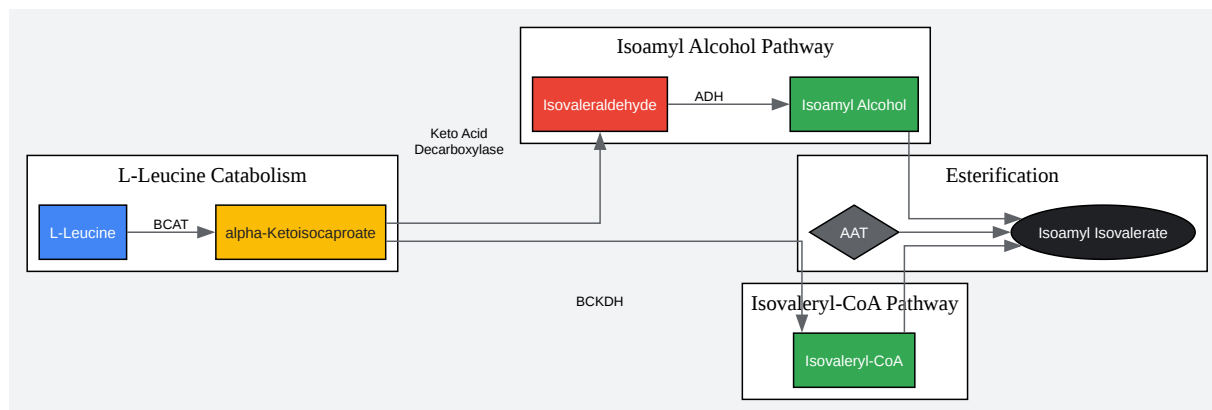 Isoamyl Alcohol Pathway
Isovaleraldehyde
ADH
Isoamyl Alcohol
Keto Acid
Decarboxylase
L-Leucine Catabolism
L-Leucine
BCAT
alpha-Ketoisocaproate
Esterification
AAT
Isoamyl Isovalerate
BCKDH
Isovaleryl-CoA Pathway
Isovaleryl-CoA